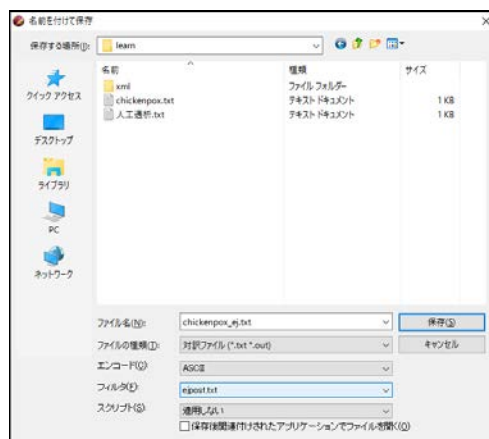 名前を付けて保存
保存する場所(I): learn
名前 種類 サイズ
xml ファイル フォルダー
chickenpox.txt テキスト ドキュメント 1 KB
人工透析.txt テキスト ドキュメント 1 KB
クイック アクセス
デスクトップ
ライブラリ
PC
ネットワーク
ファイル名(N): chickenpox_ej.txt 保存(S)
ファイルの種類(T): 対訳ファイル (*.txt *.out) キャンセル
エンコード(C) ASCII
フィルタ(F): ejpost.txt
スクリプト(S) 適用しない
保存後関連付けされたアプリケーションでファイルを開く(O)